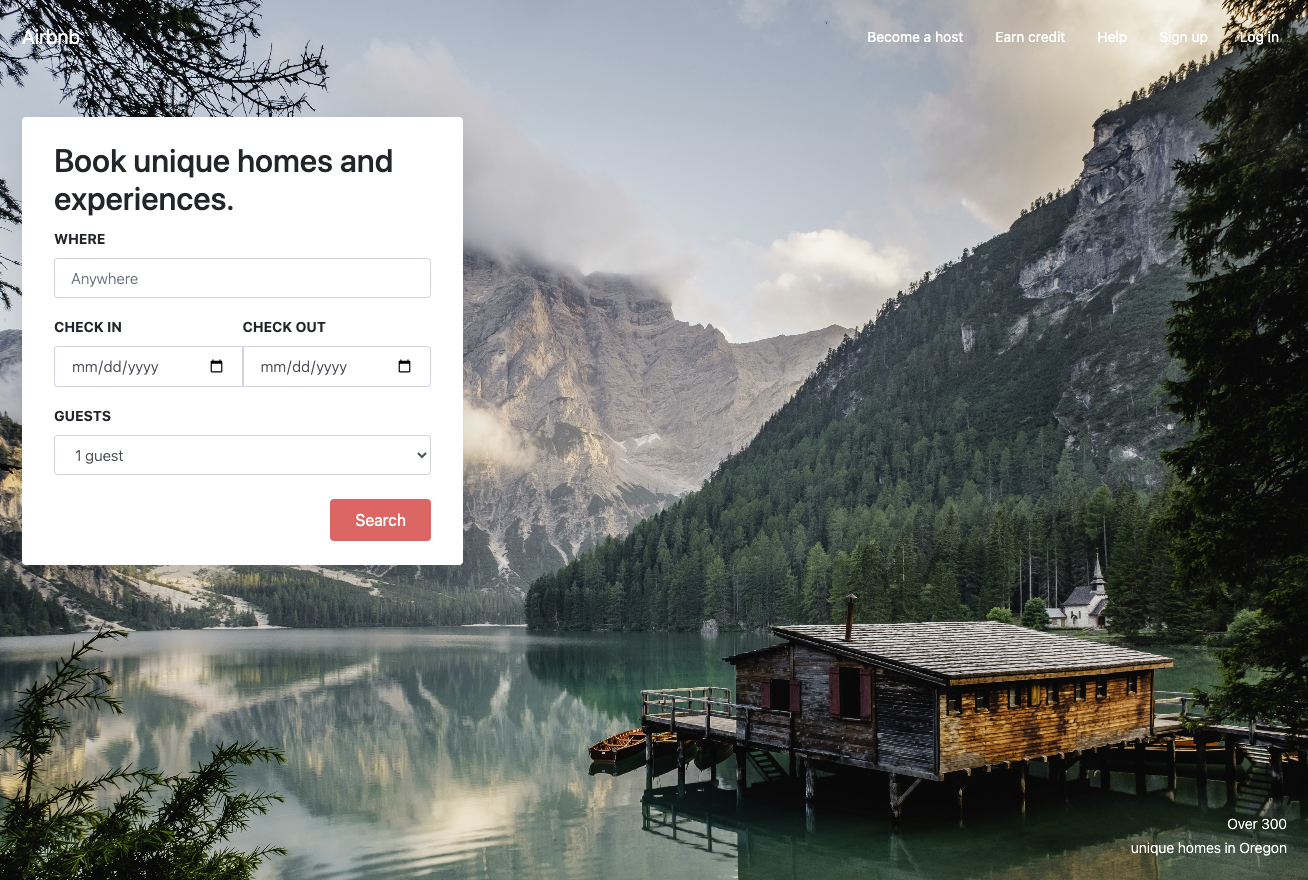 Airbnb
Become a host
Earn credit
Help
Sign up
Log in
Book unique homes and
experiences.
WHERE
Anywhere
CHECK IN
CHECK OUT
mm/dd/yyyy
mm/dd/yyyy
GUESTS
1 guest
Search
Over 300
unique homes in Oregon